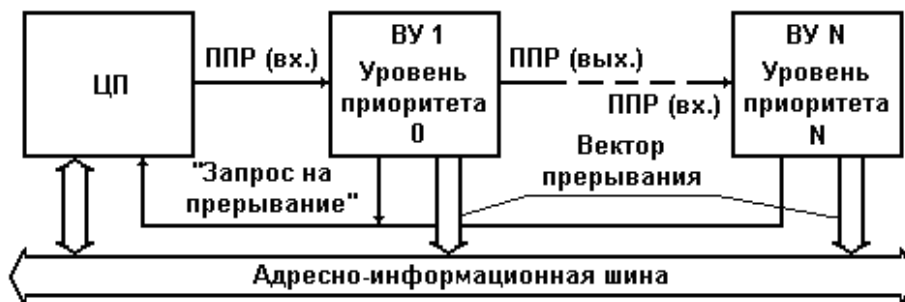 ЦП
ППР (вх.)
ВУ 1
Уровень
приоритета
0
ППР (вых.)
ППР (вх.)
ВУ N
Уровень
приоритета
N
"Запрос на
прерывание"
Вектор
прерывания
Адресно-информационная шина